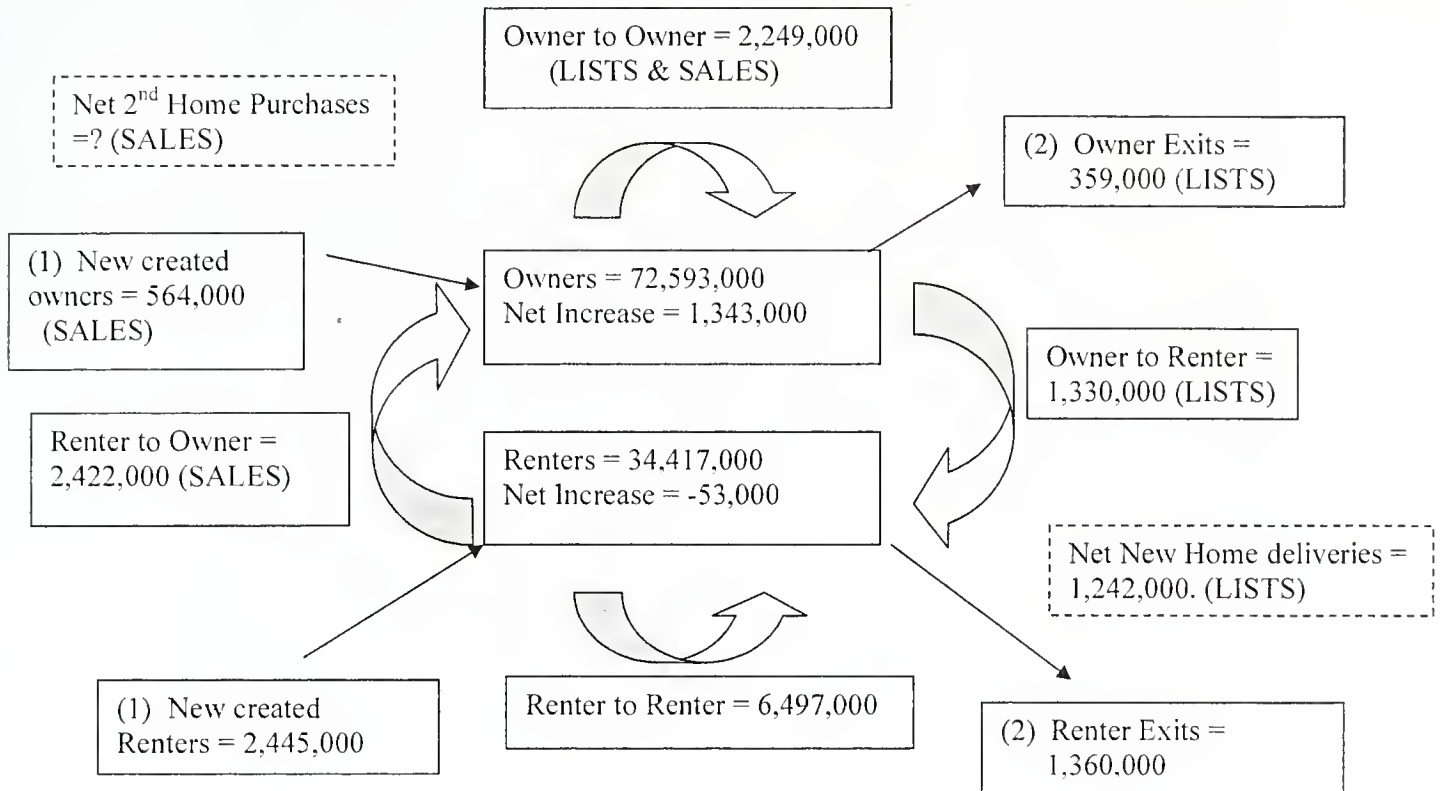 Owner to Owner = 2,249,000
(LISTS & SALES)
Net 2nd Home Purchases
=? (SALES)
(2) Owner Exits =
359,000 (LISTS)
(1) New created
owners = 564,000
(SALES)
Owners = 72,593,000
Net Increase = 1,343,000
Owner to Renter =
1,330,000 (LISTS)
Renter to Owner =
2,422,000 (SALES)
Renters = 34,417,000
Net Increase = -53,000
Net New Home deliveries =
1,242,000. (LISTS)
(1) New created
Renters = 2,445,000
Renter to Renter = 6,497,000
(2) Renter Exits =
1,360,000